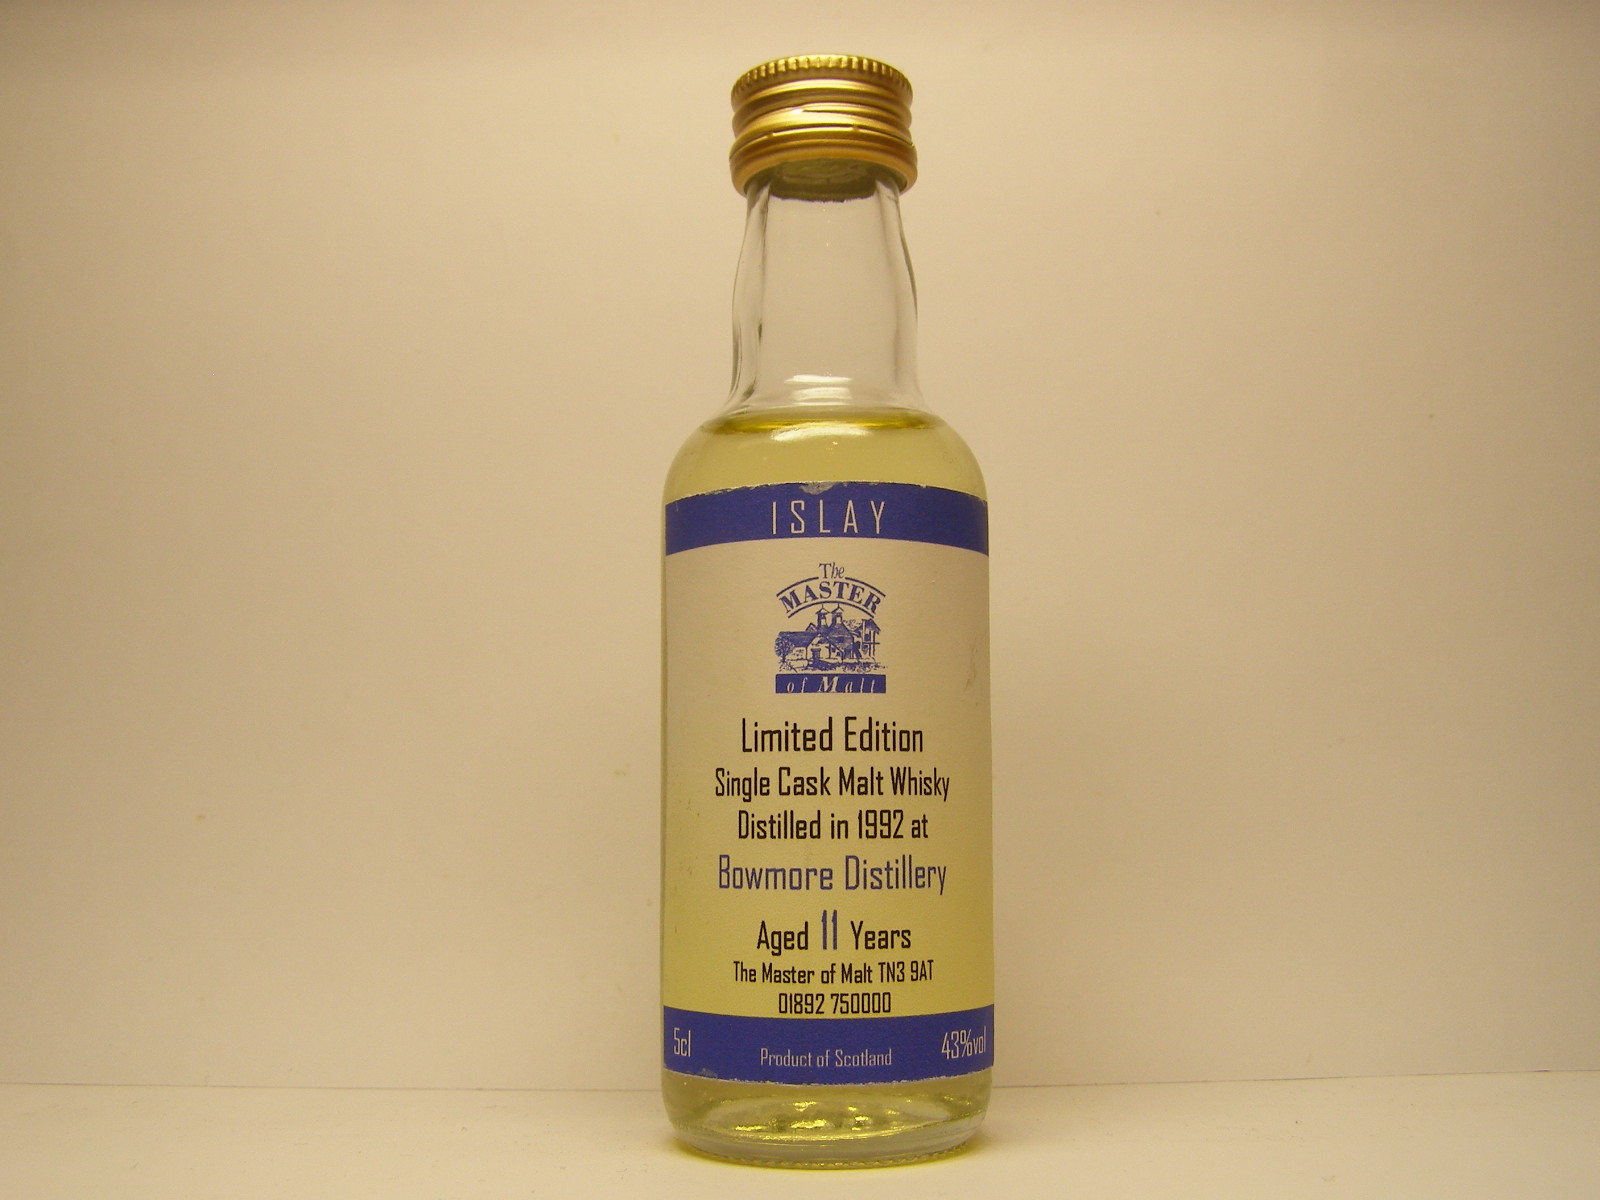 ISLAY
The
MASTER
of Malt
Limited Edition
Single Cask Malt Whisky
Distilled in 1992 at
Bowmore Distillery
Aged 11 Years
The Master of Malt TN3 9AT
01892 750000
5cl Product of Scotland 43%vol